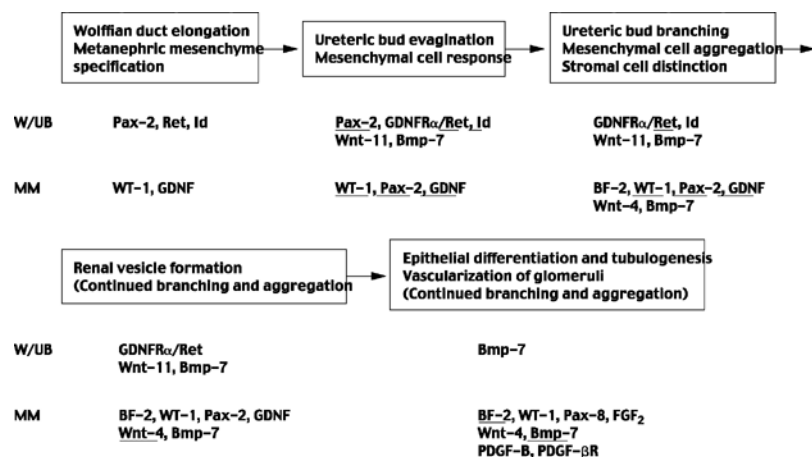 Wolffian duct elongation
Metanephric mesenchyme
specification
Ureteric bud evagination
Mesenchymal cell response
Ureteric bud branching
Mesenchymal cell aggregation
Stromal cell distinction
W/UB
Pax-2, Ret, Id
Pax-2, GDNFRα/Ret, Id
Wnt-11, Bmp-7
GDNFRα/Ret, Id
Wnt-11, Bmp-7
MM
WT-1, GDNF
WT-1, Pax-2, GDNF
BF-2, WT-1, Pax-2, GDNF
Wnt-4, Bmp-7
Renal vesicle formation
(Continued branching and aggregation
Epithelial differentiation and tubulogenesis
Vascularization of glomeruli
(Continued branching and aggregation)
W/UB
GDNFRα/Ret
Wnt-11, Bmp-7
Bmp-7
MM
BF-2, WT-1, Pax-2, GDNF
Wnt-4, Bmp-7
BF-2, WT-1, Pax-8, FGF₂
Wnt-4, Bmp-7
PDGF-B, PDGF-βR